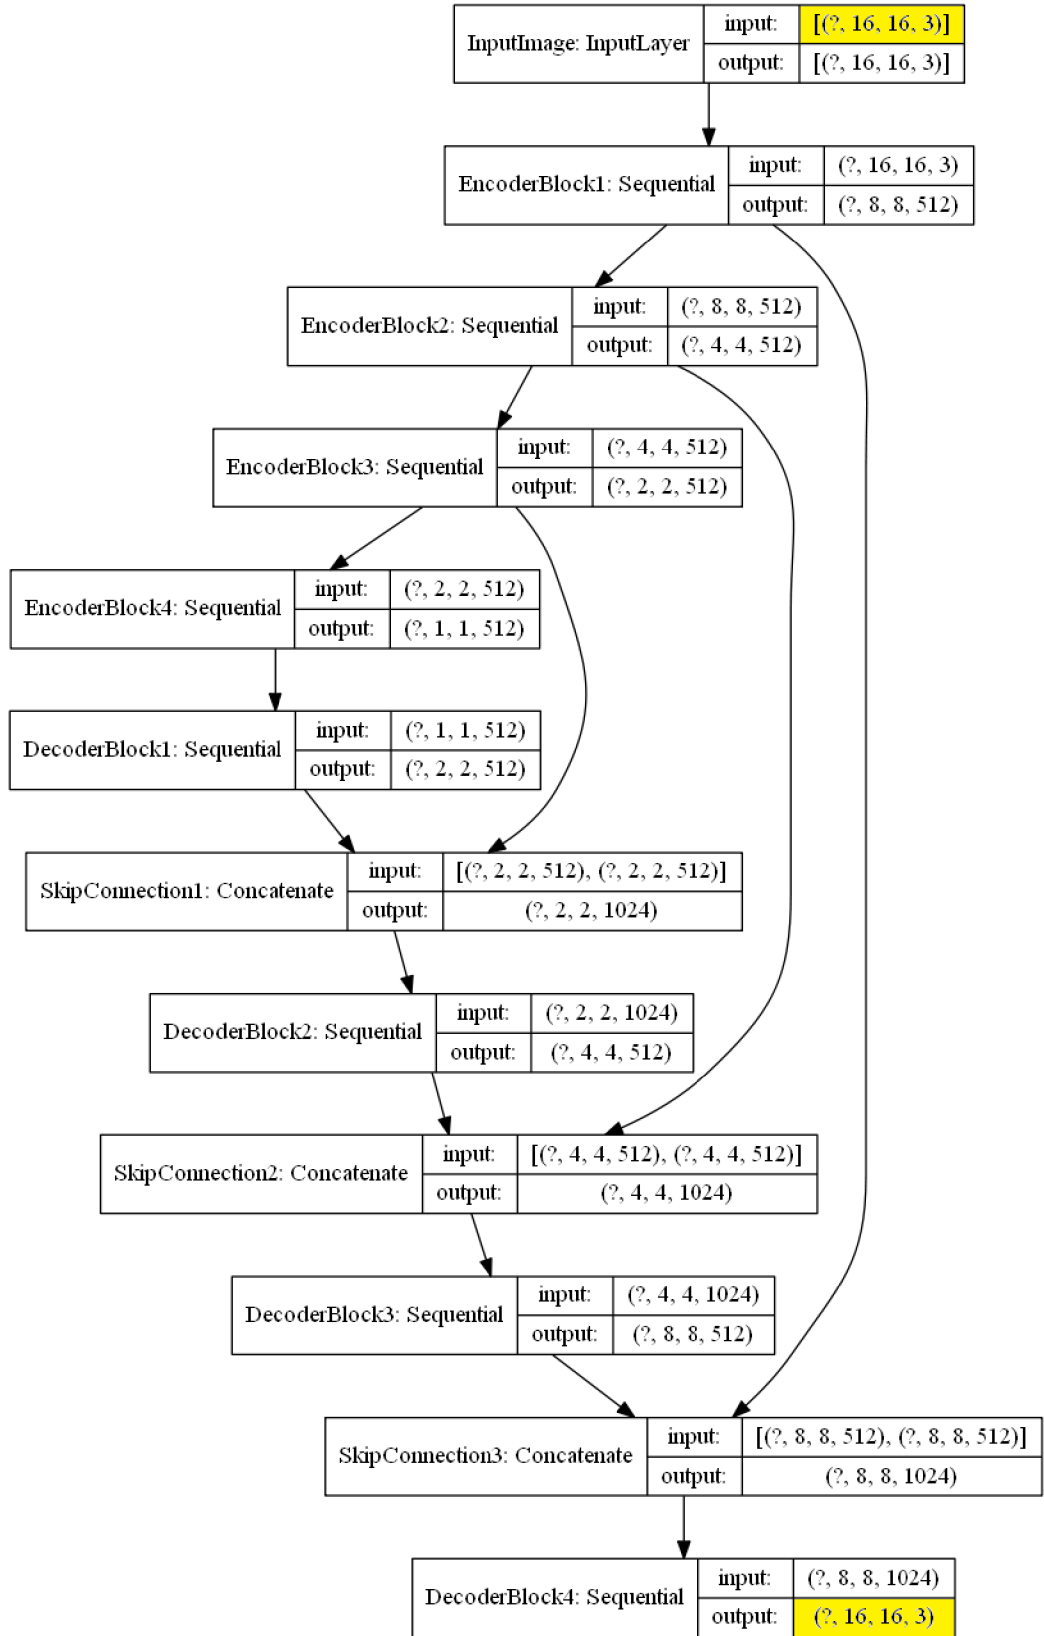 InputImage: InputLayer
input: [(?, 16, 16, 3)]
output: [(?, 16, 16, 3)]
EncoderBlock1: Sequential
input: (?, 16, 16, 3)
output: (?, 8, 8, 512)
EncoderBlock2: Sequential
input: (?, 8, 8, 512)
output: (?, 4, 4, 512)
EncoderBlock3: Sequential
input: (?, 4, 4, 512)
output: (?, 2, 2, 512)
EncoderBlock4: Sequential
input: (?, 2, 2, 512)
output: (?, 1, 1, 512)
DecoderBlock1: Sequential
input: (?, 1, 1, 512)
output: (?, 2, 2, 512)
SkipConnection1: Concatenate
input: [(?, 2, 2, 512), (?, 2, 2, 512)]
output: (?, 2, 2, 1024)
DecoderBlock2: Sequential
input: (?, 2, 2, 1024)
output: (?, 4, 4, 512)
SkipConnection2: Concatenate
input: [(?, 4, 4, 512), (?, 4, 4, 512)]
output: (?, 4, 4, 1024)
DecoderBlock3: Sequential
input: (?, 4, 4, 1024)
output: (?, 8, 8, 512)
SkipConnection3: Concatenate
input: [(?, 8, 8, 512), (?, 8, 8, 512)]
output: (?, 8, 8, 1024)
DecoderBlock4: Sequential
input: (?, 8, 8, 1024)
output: (?, 16, 16, 3)